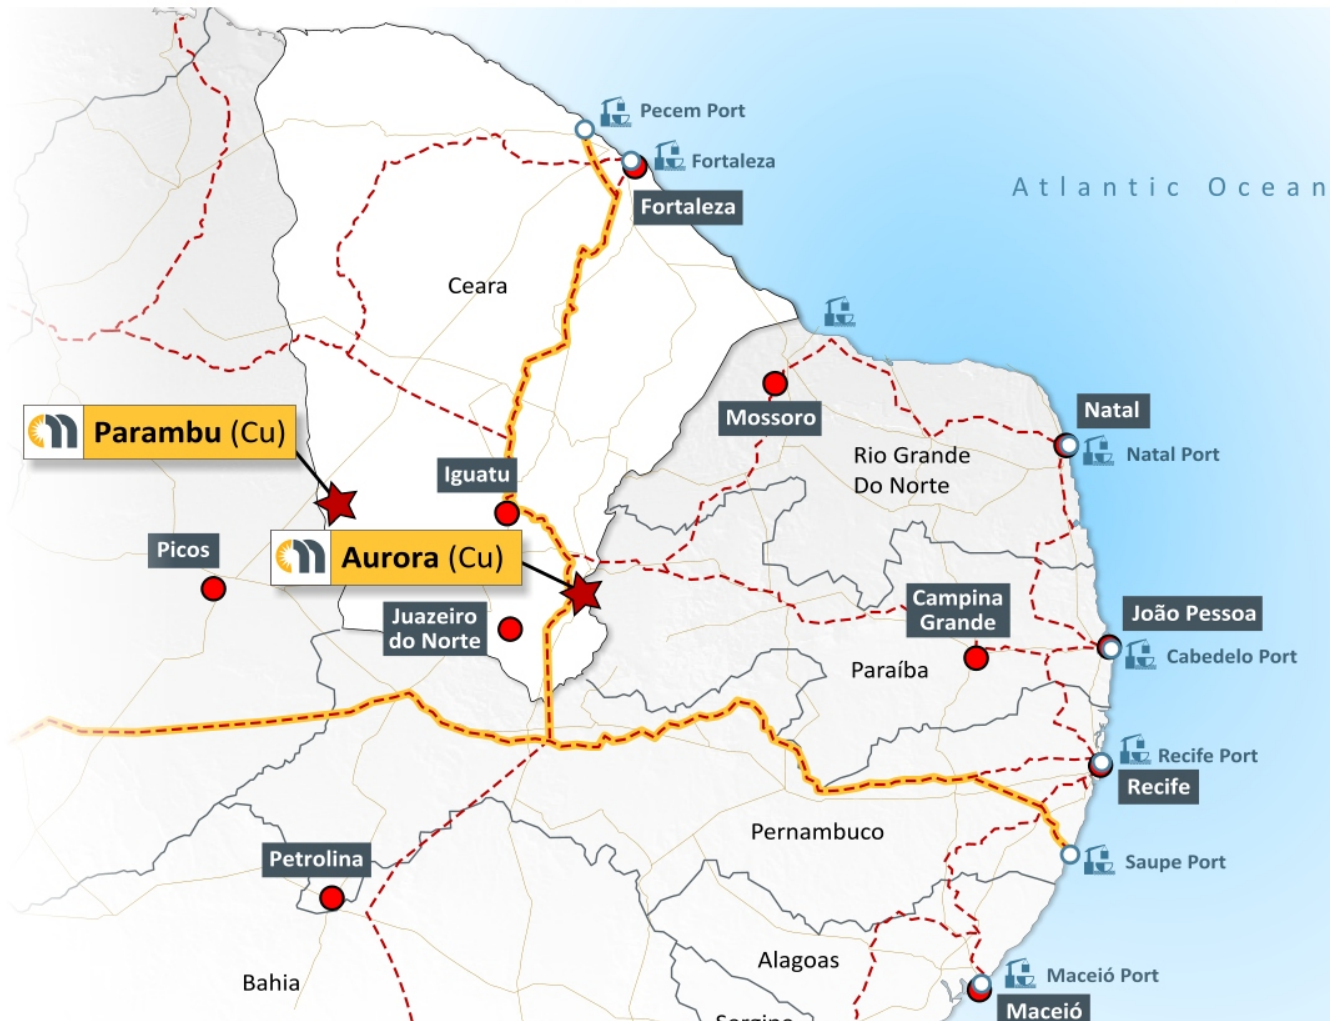 Pecem Port
Fortaleza
Atlantic Ocean
Fortaleza
Ceara
Natal
Mossoro
Parambu (Cu)
Natal Port
Rio Grande
Do Norte
Iguatu
Picos
Aurora (Cu)
Campina
Grande
João Pessoa
Juazeiro
do Norte
Cabedelo Port
Paraíba
Recife Port
Recife
Pernambuco
Petrolina
Saupe Port
Alagoas
Bahia
Maceió Port
Maceió